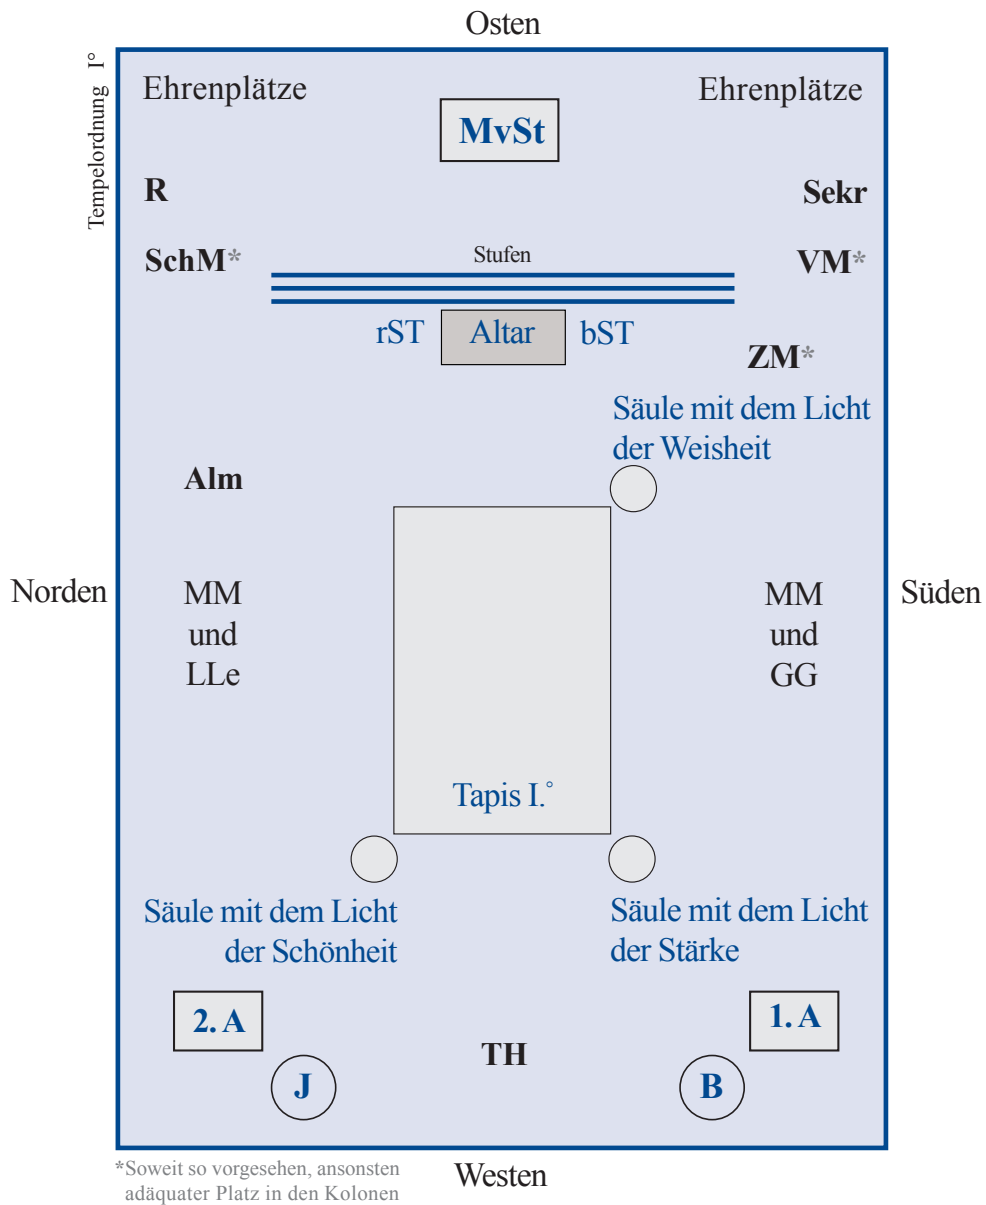 Osten
Tempelordnung I°
Ehrenplätze
Ehrenplätze
MvSt
R
Sekr
SchM*
Stufen
VM*
rST
Altar
bST
ZM*
Säule mit dem Licht
der Weisheit
Alm
Norden
MM
und
LLe
MM
und
GG
Süden
Tapis I.°
Säule mit dem Licht
der Schönheit
Säule mit dem Licht
der Stärke
2. A
1. A
TH
J
B
*Soweit so vorgesehen, ansonsten
adäquater Platz in den Kolonen
Westen